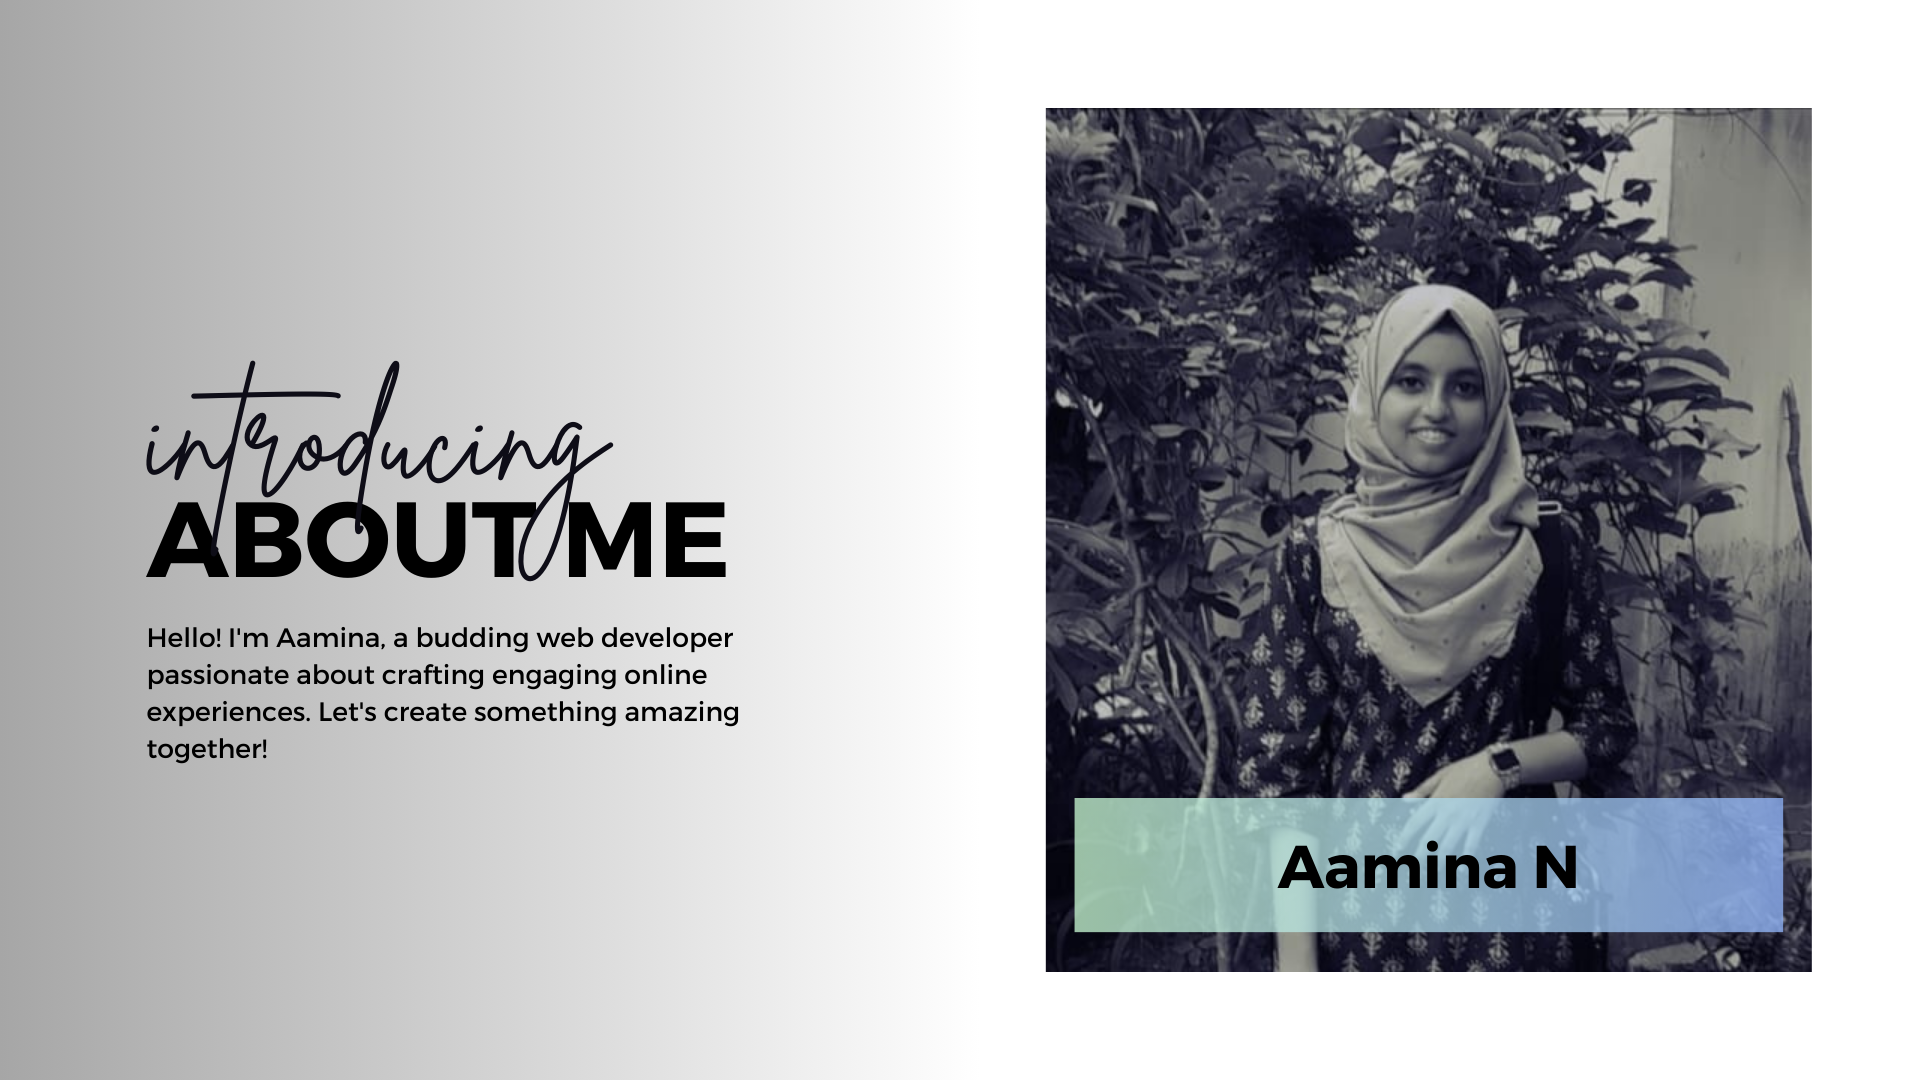 introducing
ABOUT ME
Hello! I'm Aamina, a budding web developer
passionate about crafting engaging online
experiences. Let's create something amazing
together!
Aamina N